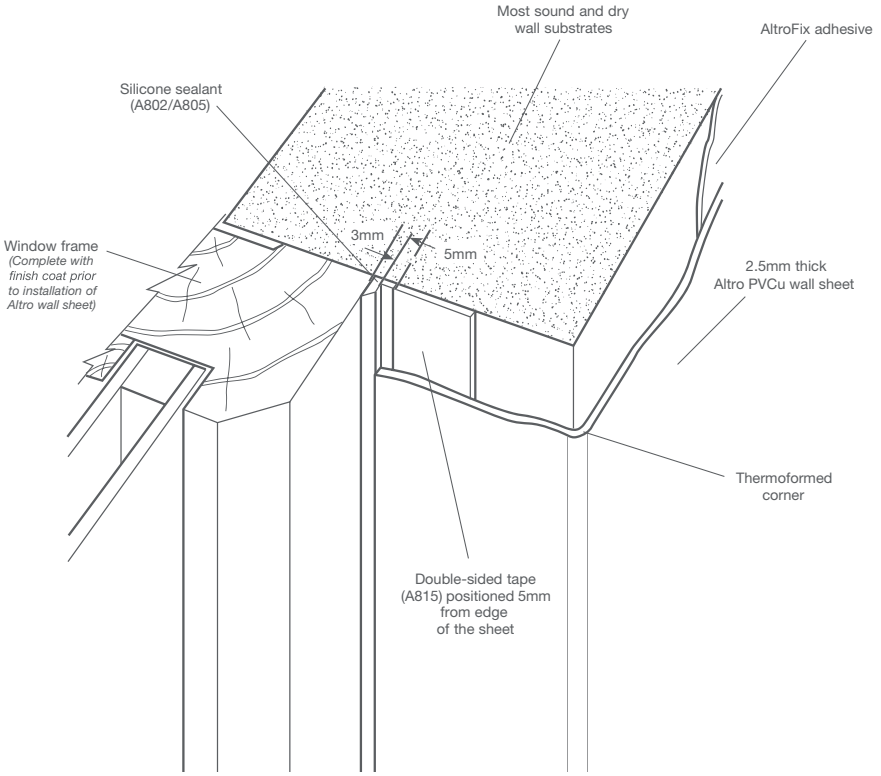 Most sound and dry
wall substrates
AltroFix adhesive
Silicone sealant
(A802/A805)
3mm
5mm
Window frame
(Complete with
finish coat prior
to installation of
Altro wall sheet)
2.5mm thick
Altro PVCu wall sheet
Thermoformed
corner
Double-sided tape
(A815) positioned 5mm
from edge
of the sheet